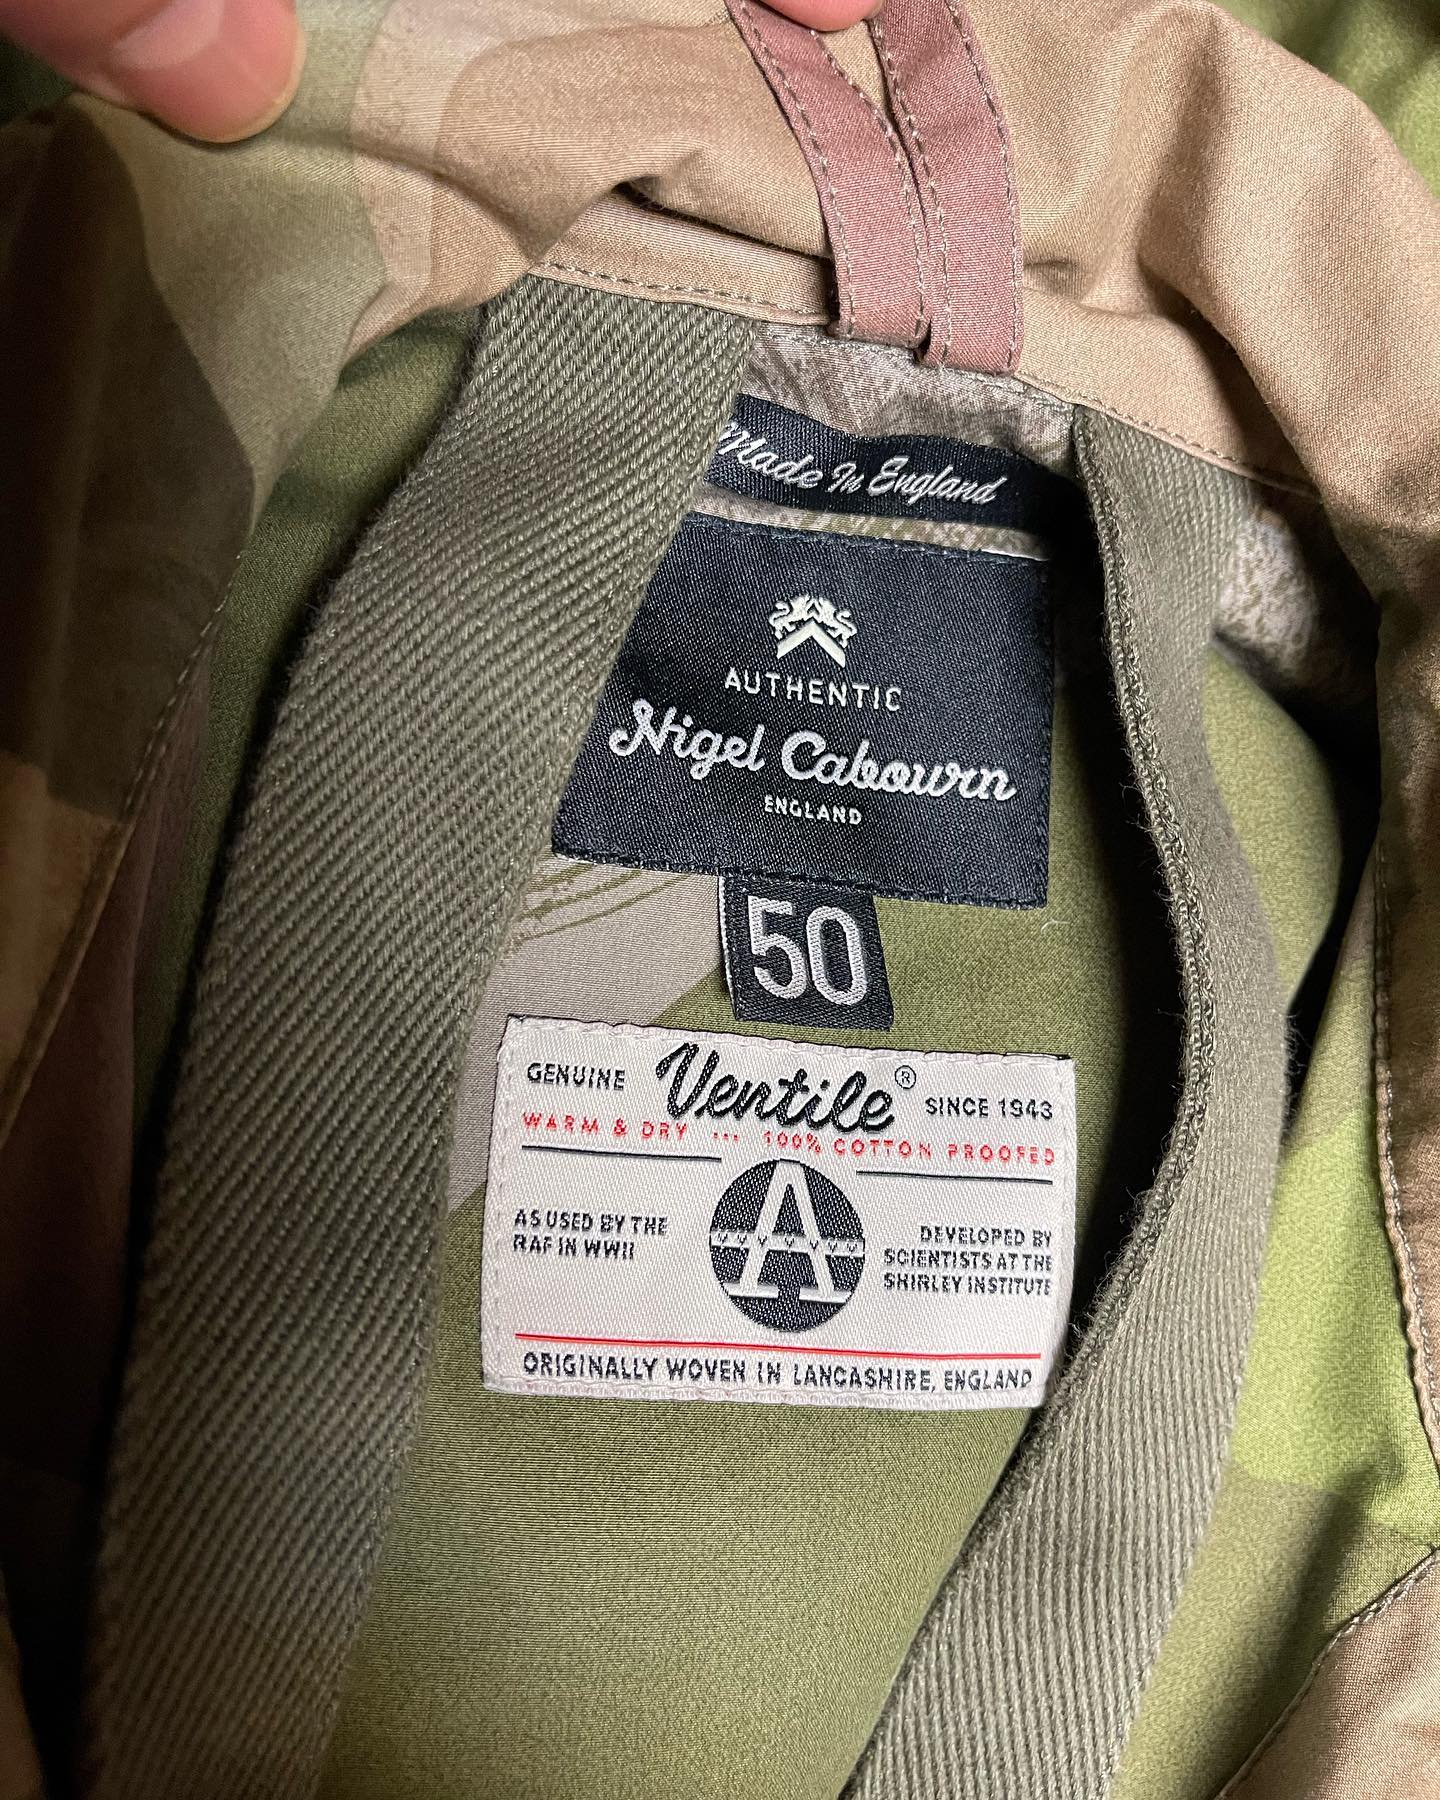 Made In England
AUTHENTIC
Nigel Cabourn
ENGLAND
50
GENUINE Ventile® SINCE 1943
WARM & DRY ... 100% COTTON PROOFED
A
AS USED BY THE
RAF IN WWII
DEVELOPED BY
SCIENTISTS AT THE
SHIRLEY INSTITUTE
ORIGINALLY WOVEN IN LANCASHIRE, ENGLAND